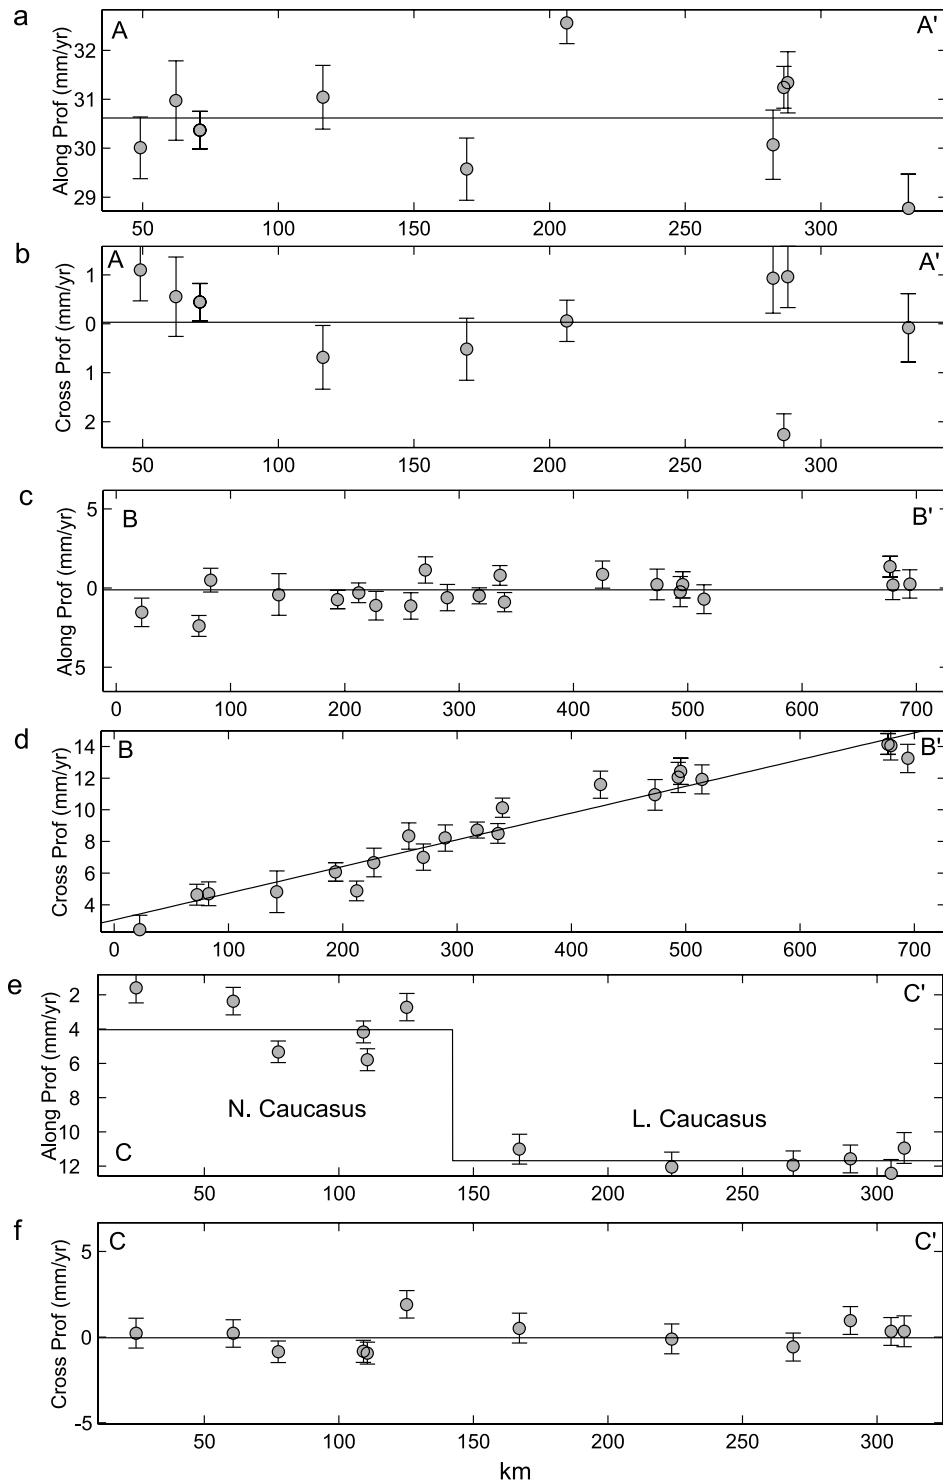 a
A
A'
Along Prof (mm/yr)
32
31
30
29
50
100
150
200
250
300
b
A
A'
Cross Prof (mm/yr)
1
0
1
2
50
100
150
200
250
300
c
B
B'
Along Prof (mm/yr)
5
0
5
0
100
200
300
400
500
600
700
d
B
B'
Cross Prof (mm/yr)
14
12
10
8
6
4
0
100
200
300
400
500
600
700
e
C'
Along Prof (mm/yr)
2
4
6
8
10
12
N. Caucasus
L. Caucasus
C
50
100
150
200
250
300
f
C
C'
Cross Prof (mm/yr)
5
0
-5
50
100
150
200
250
300
km